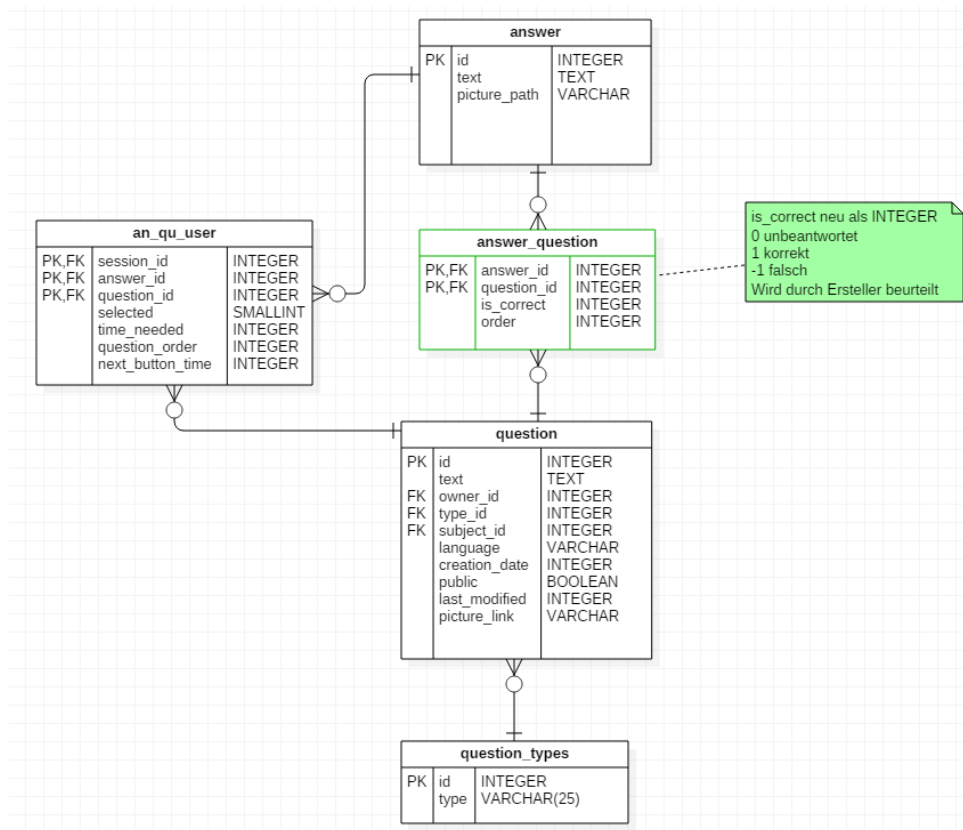 answer
PK id INTEGER
text TEXT
picture_path VARCHAR
an_qu_user
PK,FK session_id INTEGER
PK,FK answer_id INTEGER
PK,FK question_id INTEGER
selected SMALLINT
time_needed INTEGER
question_order INTEGER
next_button_time INTEGER
answer_question
PK,FK answer_id INTEGER
PK,FK question_id INTEGER
is_correct INTEGER
order INTEGER
is_correct neu als INTEGER
0 unbeantwortet
1 korrekt
-1 falsch
Wird durch Ersteller beurteilt
question
PK id INTEGER
text TEXT
FK owner_id INTEGER
FK type_id INTEGER
FK subject_id INTEGER
language VARCHAR
creation_date INTEGER
public BOOLEAN
last_modified INTEGER
picture_link VARCHAR
question_types
PK id INTEGER
type VARCHAR(25)